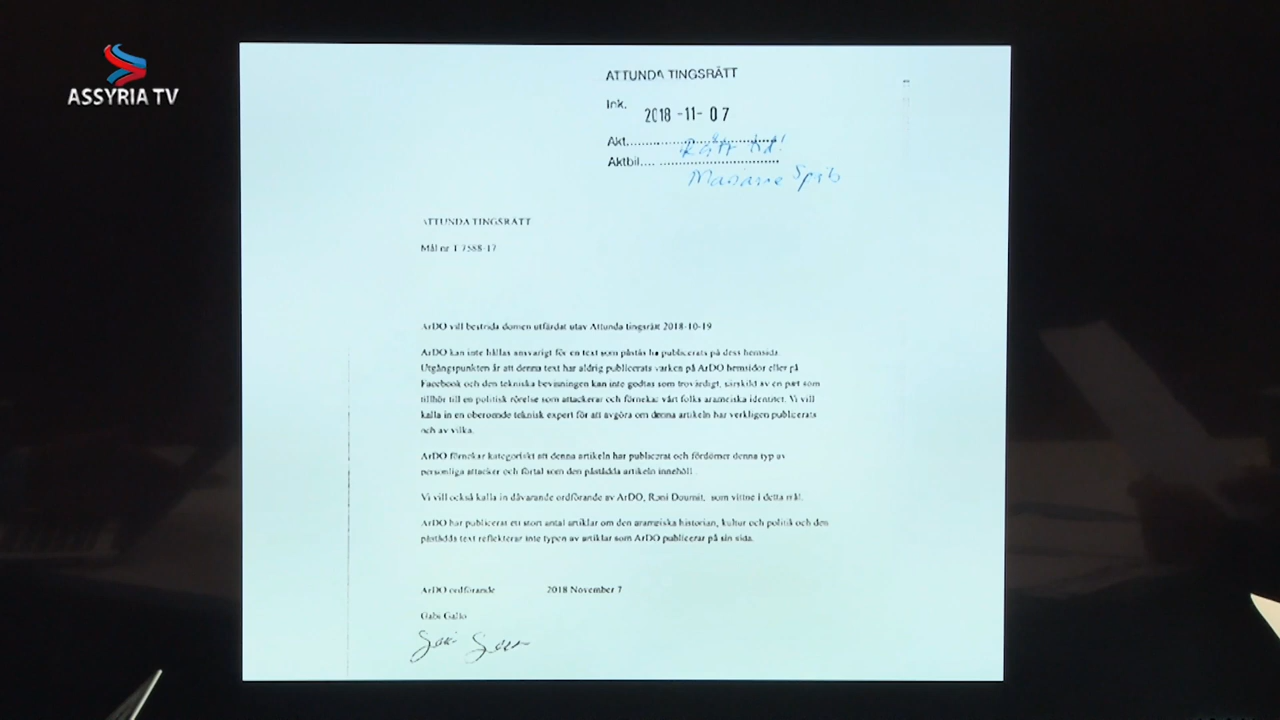 ASSYRIA TV
ATTUNDA TINGSRÄTT
Ink.
2018 -11- 07
Akt..........................................
Rätt tid!
Aktbil.... ................................
ATTUNDA TINGSRÄTT
Mål nr T 7588-17
ArDO vill bestrida domen utfärdat utav Attunda tingsrätt 2018-10-19
ArDO kan inte hållas ansvarigt för en text som påstås ha publicerats på dess hemsida.
Utgångspunkten är att denna text har aldrig publicerats varken på ArDO hemsidor eller på
Facebook och den tekniska bevisningen kan inte godtas som trovärdigt, särskild av en part som
tillhör till en politisk rörelse som attackerar och förnekar vårt folks arameiska identitet. Vi vill
kalla in en oberoende teknisk expert för att avgöra om denna artikeln har verkligen publicerats
och av vilka.
ArDO förnekar kategoriskt att denna artikeln har publicerat och fördömer denna typ av
personliga attacker och förtal som den påstådda artikeln innehöll.
Vi vill också kalla in dåvarande ordförande av ArDO, Rani Doumit, som vittne i detta mål.
ArDO har publicerat ett stort antal artiklar om den arameiska historian, kultur och politik och den
påstådda text reflekterar inte typen av artiklar som ArDO publicerar på sin sida.
ArDO ordförande 2018 November 7
Gabi Gallo